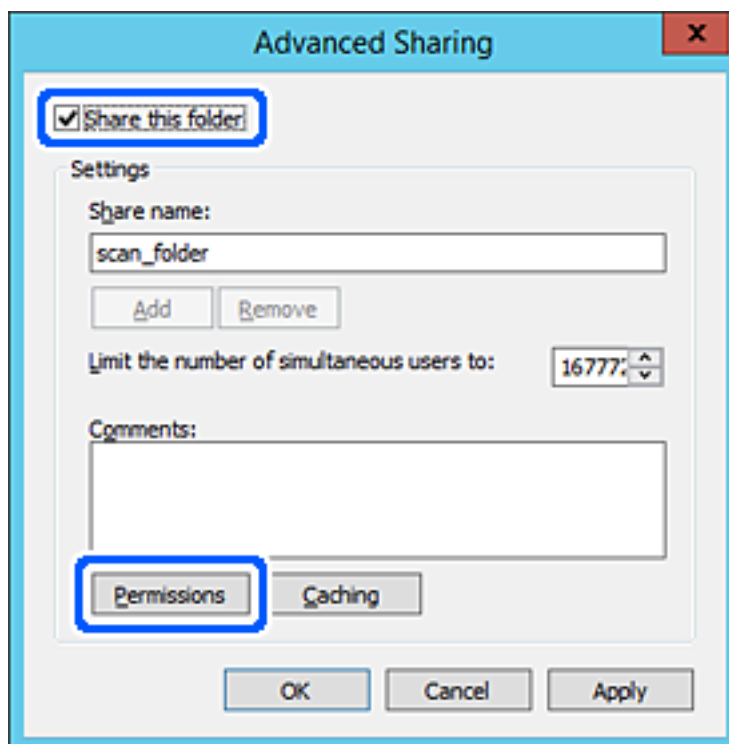 Advanced Sharing
x
Share this folder
Settings
Share name:
scan_folder
Add Remove
Limit the number of simultaneous users to:
Comments:
Permissions Caching
OK Cancel Apply